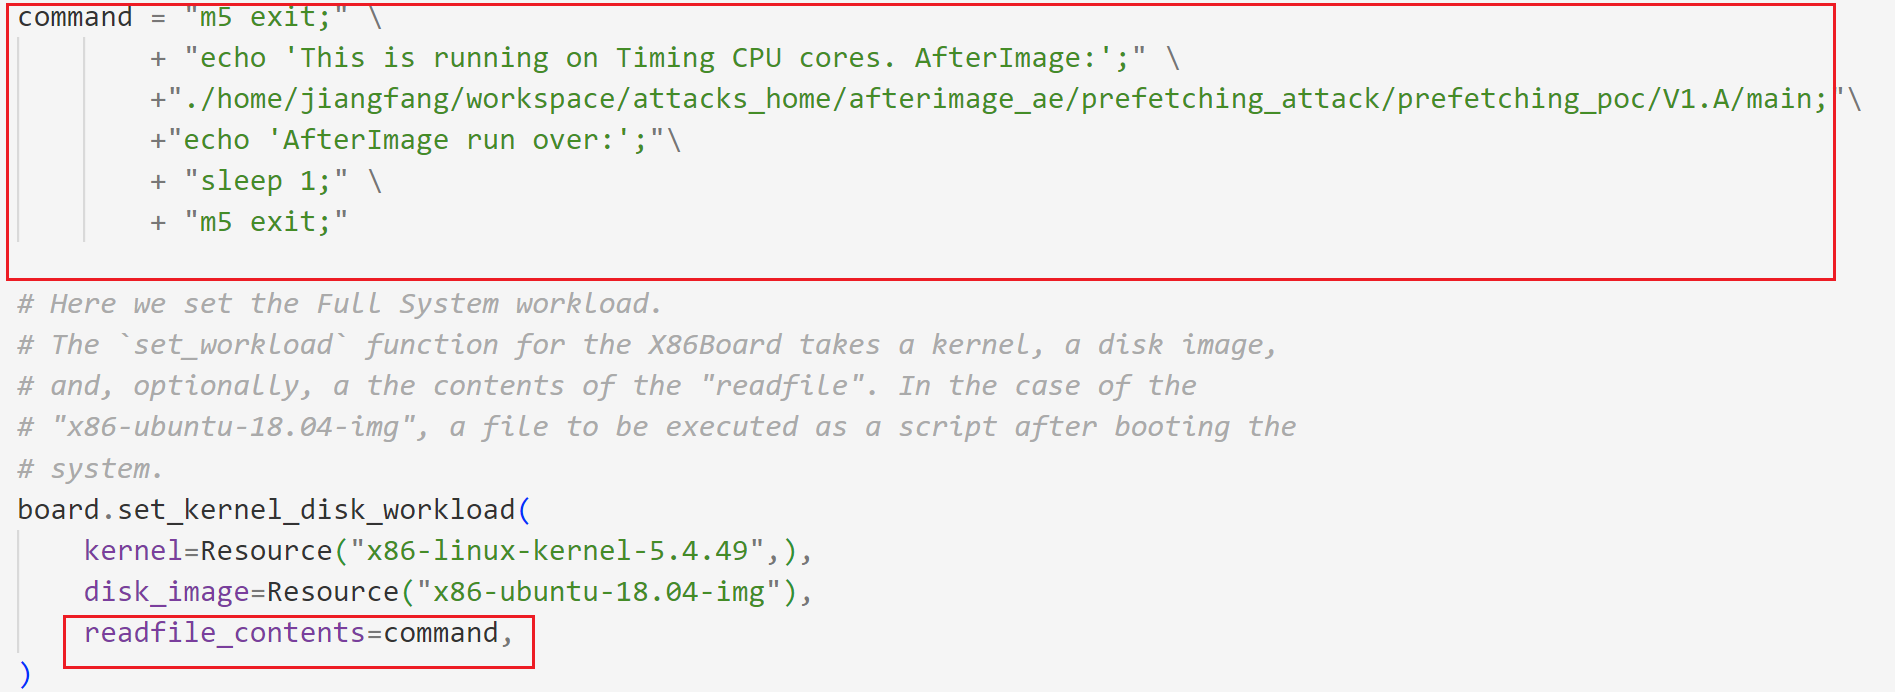 command = "m5 exit;" \
+ "echo 'This is running on Timing CPU cores. AfterImage:';" \
+"./home/jiangfang/workspace/attacks_home/afterimage_ae/prefetching_attack/prefetching_poc/V1.A/main;"\
+"echo 'AfterImage run over:';"\
+ "sleep 1;" \
+ "m5 exit;"
# Here we set the Full System workload.
# The `set_workload` function for the X86Board takes a kernel, a disk image,
# and, optionally, a the contents of the "readfile". In the case of the
# "x86-ubuntu-18.04-img", a file to be executed as a script after booting the
# system.
board.set_kernel_disk_workload(
kernel=Resource("x86-linux-kernel-5.4.49",),
disk_image=Resource("x86-ubuntu-18.04-img"),
readfile_contents=command,
)